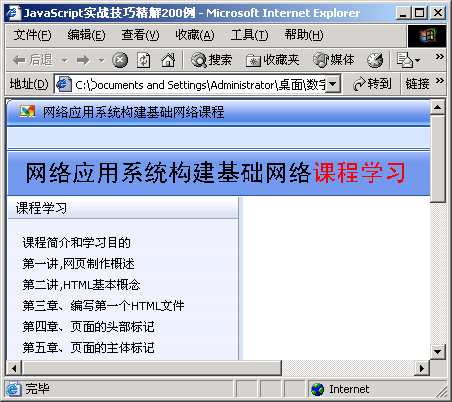 JavaScript实战技巧精解200例 - Microsoft Internet Explorer
文件(F) 编辑(E) 查看(V) 收藏(A) 工具(T) 帮助(H)
后退 搜索 收藏夹 媒体
地址(D) C:\Documents and Settings\Administrator\桌面\数字 转到 链接 »
网络应用系统构建基础网络课程
网络应用系统构建基础网络课程学习
课程学习
课程简介和学习目的
第一讲,网页制作概述
第二讲,HTML基本概念
第三章、编写第一个HTML文件
第四章、页面的头部标记
第五章、页面的主体标记
完毕 Internet